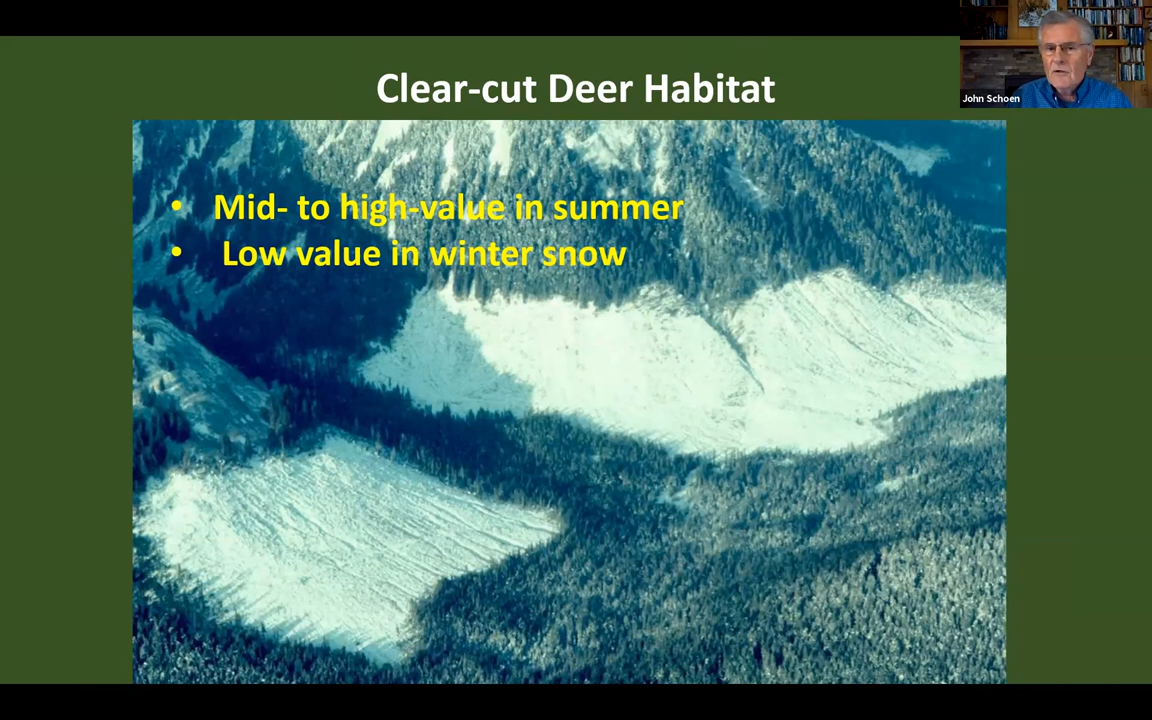 Clear-cut Deer Habitat
John Schoen
• Mid- to high-value in summer
• Low value in winter snow